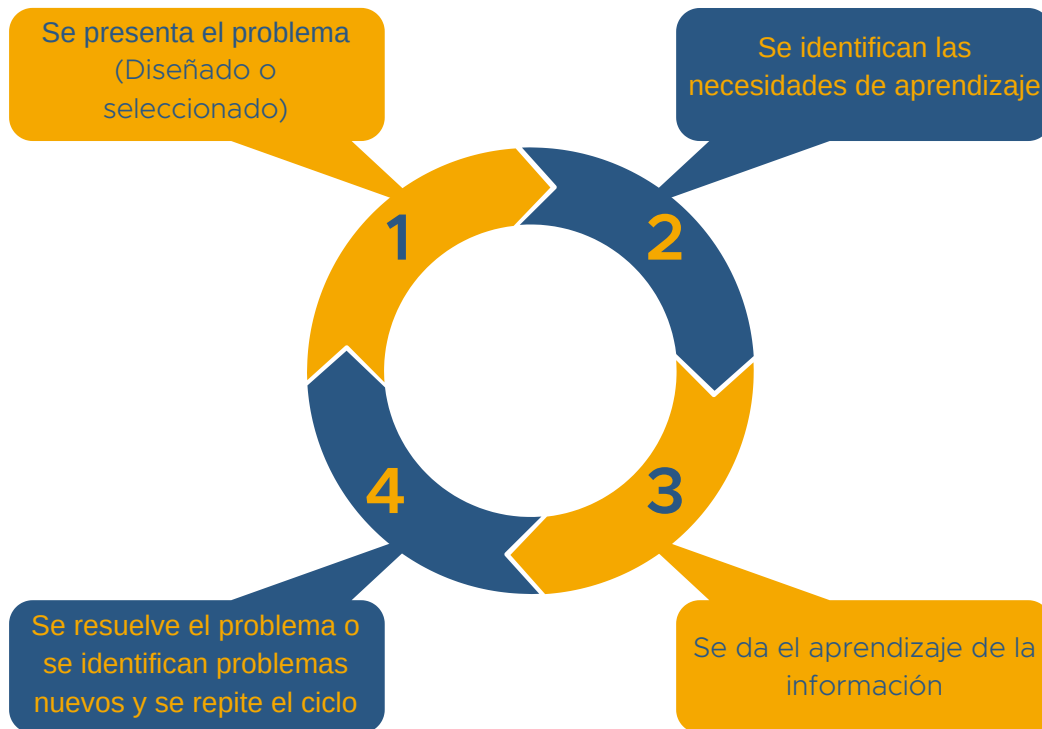 Se presenta el problema
(Diseñado o
seleccionado)
Se identifican las
necesidades de aprendizaje
1
2
4
3
Se resuelve el problema o
se identifican problemas
nuevos y se repite el ciclo
Se da el aprendizaje de la
información